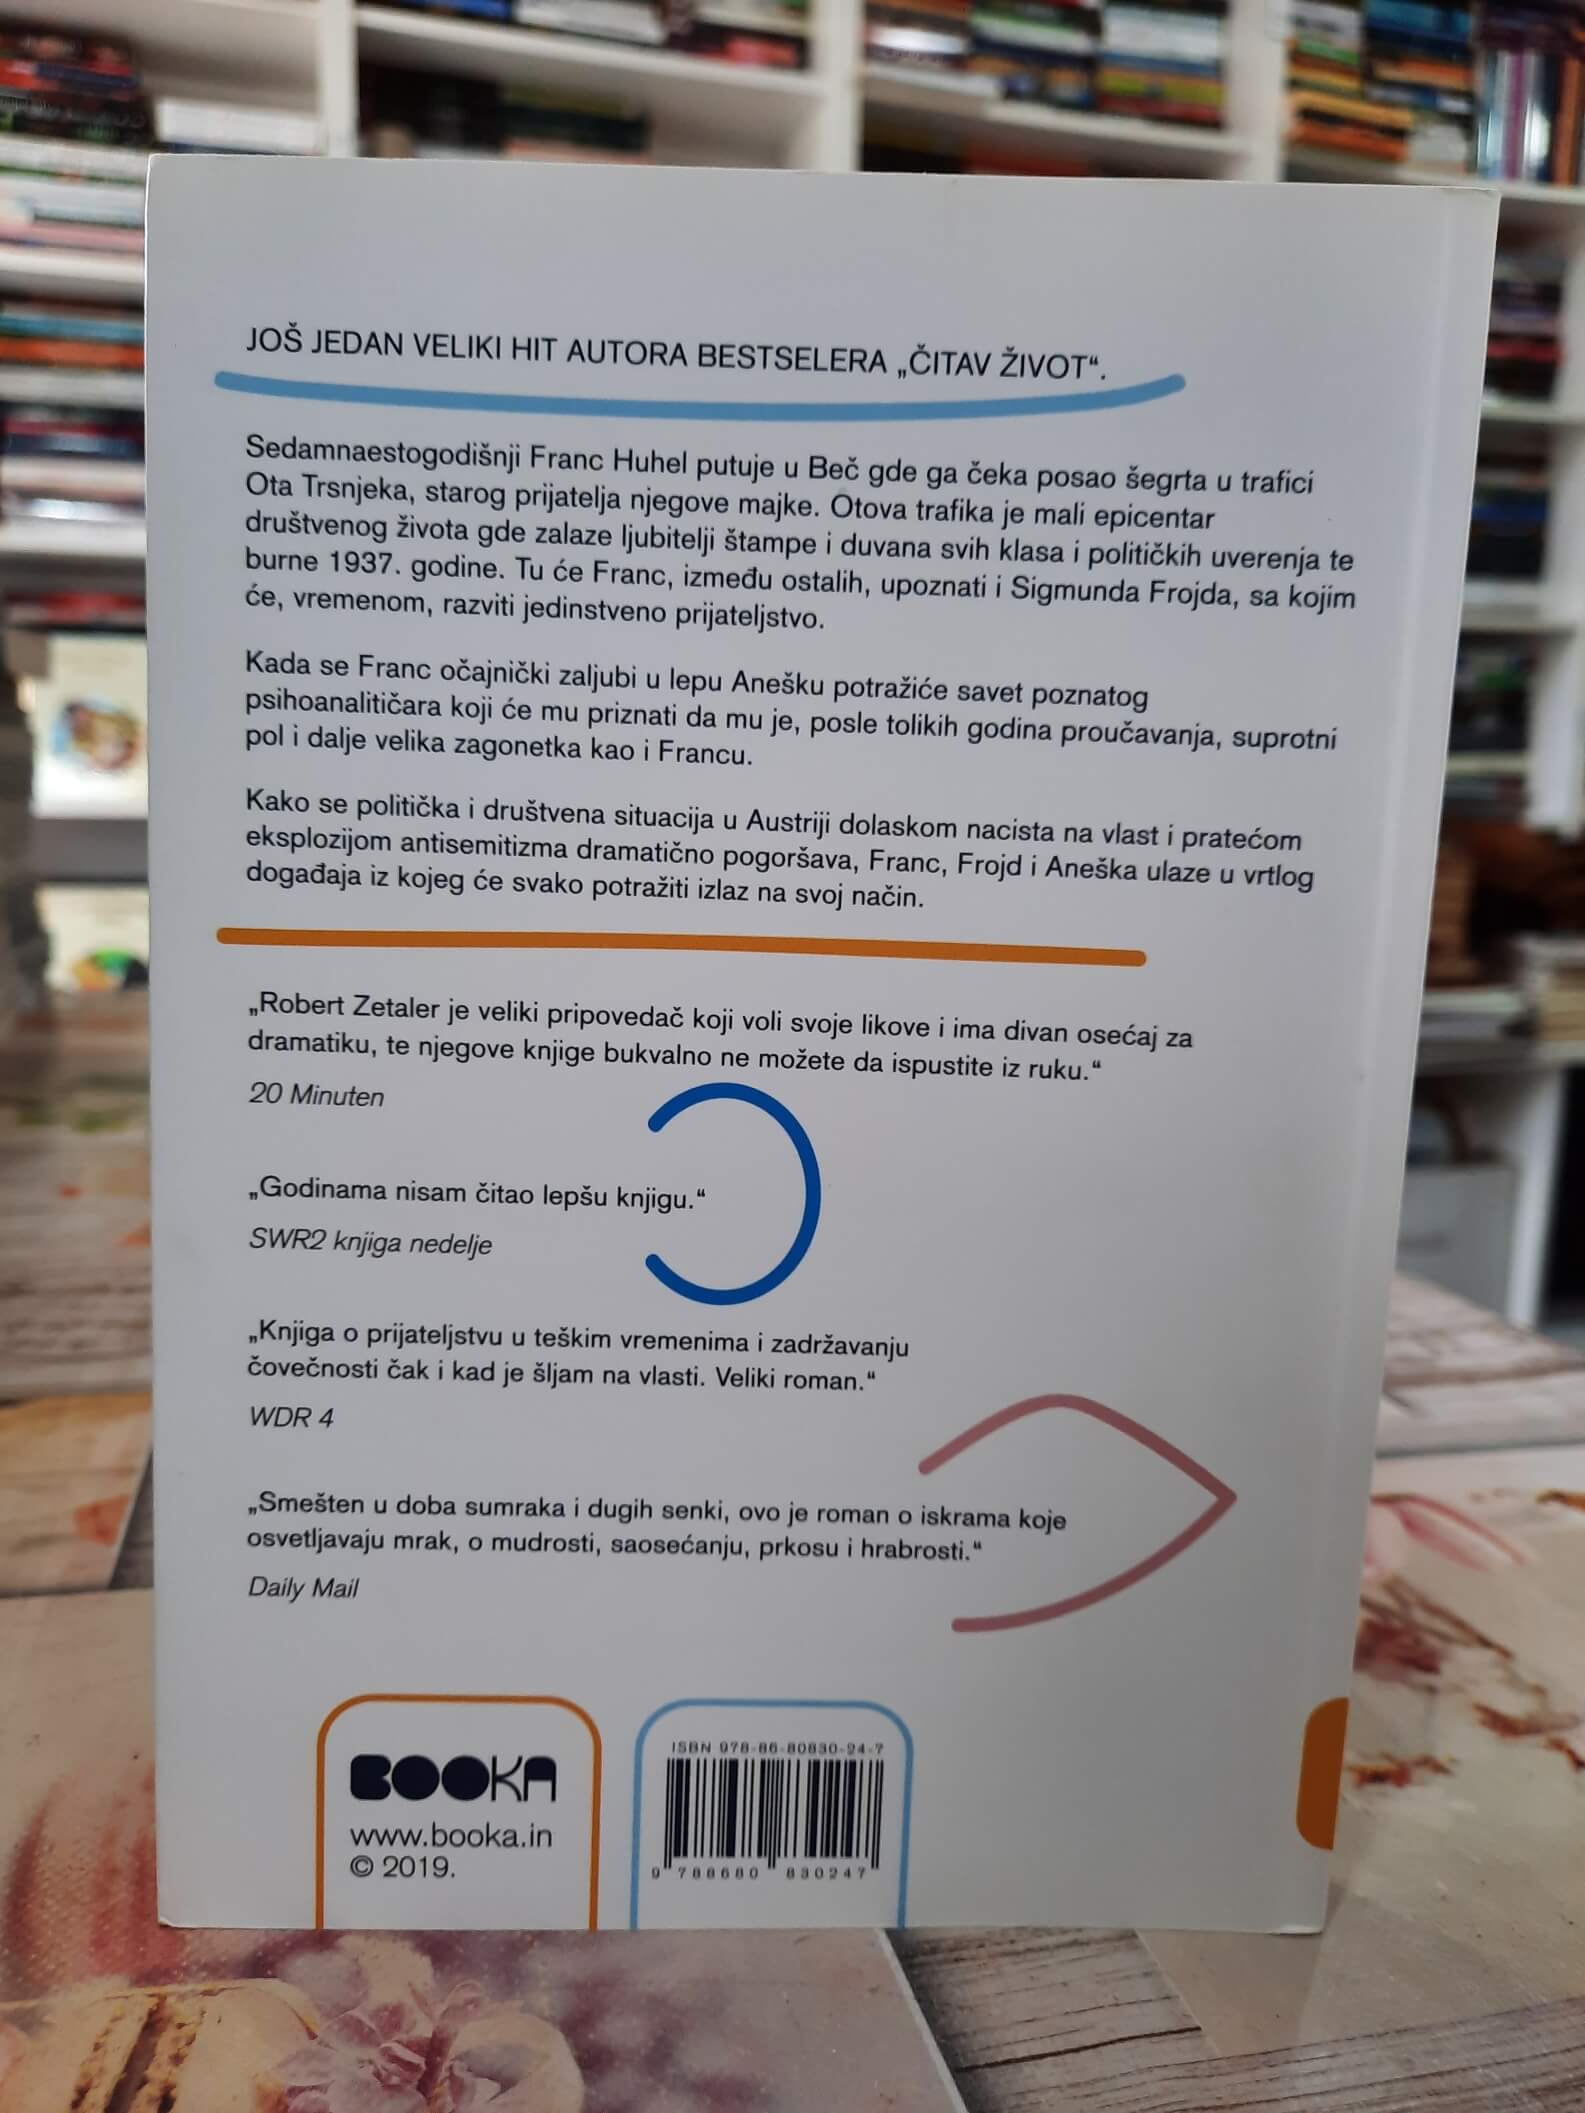 JOŠ JEDAN VELIKI HIT AUTORA BESTSELERA „ČITAV ŽIVOT“.
Sedamnaestogodišnji Franc Huhel putuje u Beč gde ga čeka posao šegrta u trafici
Ota Trsnjeka, starog prijatelja njegove majke. Otova trafika je mali epicentar
društvenog života gde zalaze ljubitelji štampe i duvana svih klasa i političkih uverenja te
burne 1937. godine. Tu će Franc, između ostalih, upoznati i Sigmunda Frojda, sa kojim
će, vremenom, razviti jedinstveno prijateljstvo.
Kada se Franc očajnički zaljubi u lepu Anešku potražiće savet poznatog
psihoanalitičara koji će mu priznati da mu je, posle tolikih godina proučavanja, suprotni
pol i dalje velika zagonetka kao i Francu.
Kako se politička i društvena situacija u Austriji dolaskom nacista na vlast i pratećom
eksplozijom antisemitizma dramatično pogoršava, Franc, Frojd i Aneška ulaze u vrtlog
događaja iz kojeg će svako potražiti izlaz na svoj način.
„Robert Zetaler je veliki pripovedač koji voli svoje likove i ima divan osećaj za
dramatiku, te njegove knjige bukvalno ne možete da ispustite iz ruku.“
20 Minuten
„Godinama nisam čitao lepšu knjigu.“
SWR2 knjiga nedelje
„Knjiga o prijateljstvu u teškim vremenima i zadržavanju
čovečnosti čak i kad je šljam na vlasti. Veliki roman.“
WDR 4
„Smešten u doba sumraka i dugih senki, ovo je roman o iskrama koje
osvetljavaju mrak, o mudrosti, saosećanju, prkosu i hrabrosti.“
Daily Mail
BOOKA
www.booka.in
© 2019.
ISBN 978-86-80830-24-7
9 788680 830247